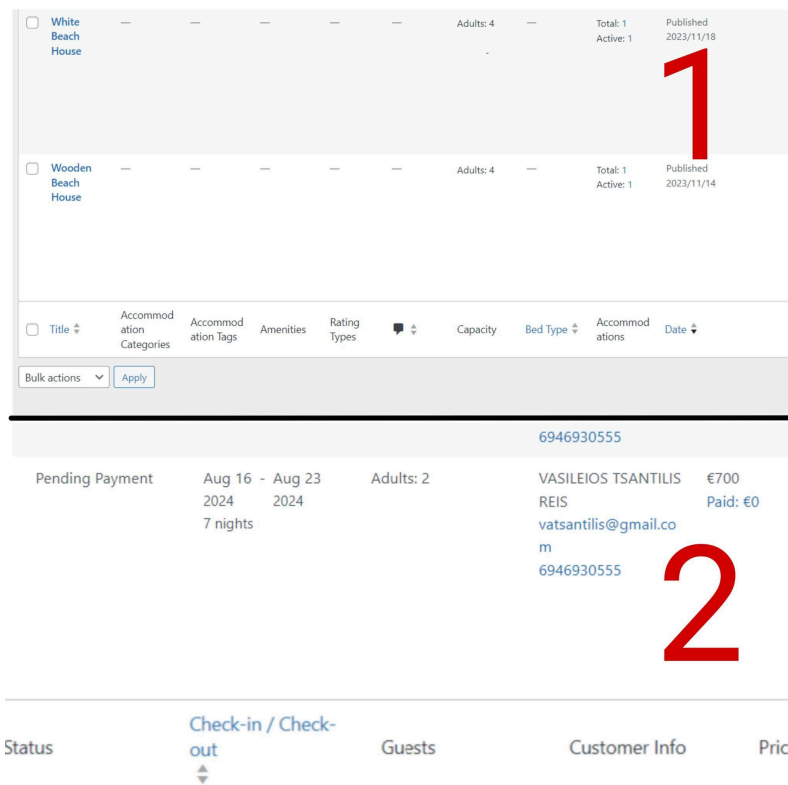 White — — — — — Adults: 4 — Total: 1 Published
Beach Active: 1 2023/11/18
House -
1
Wooden — — — — — Adults: 4 — Total: 1 Published
Beach Active: 1 2023/11/14
House
Accommod
Title ation Accommod Amenities Rating Capacity Bed Type Accommod Date
Categories ation Tags Types ations
Bulk actions Apply
6946930555
Pending Payment Aug 16 - Aug 23 Adults: 2 VASILEIOS TSANTILIS €700
2024 2024 REIS Paid: €0
7 nights vatsantilis@gmail.co
m
6946930555
2
Check-in / Check-
Status out Guests Customer Info Pric